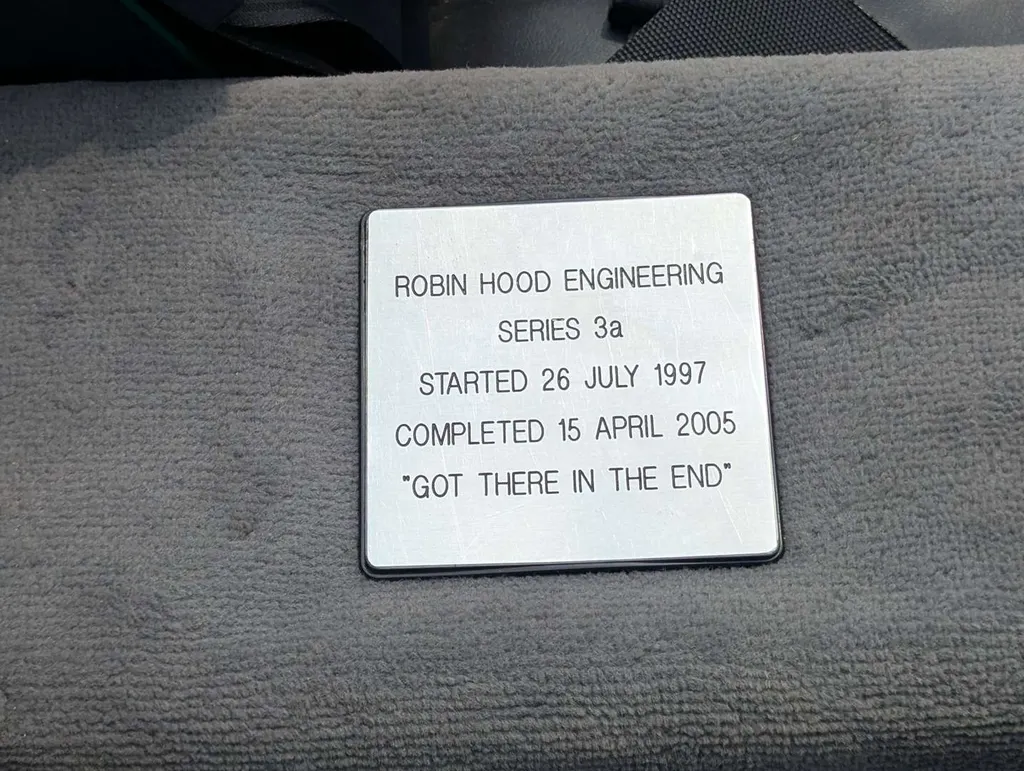 ROBIN HOOD ENGINEERING
SERIES 3a
STARTED 26 JULY 1997
COMPLETED 15 APRIL 2005
"GOT THERE IN THE END"